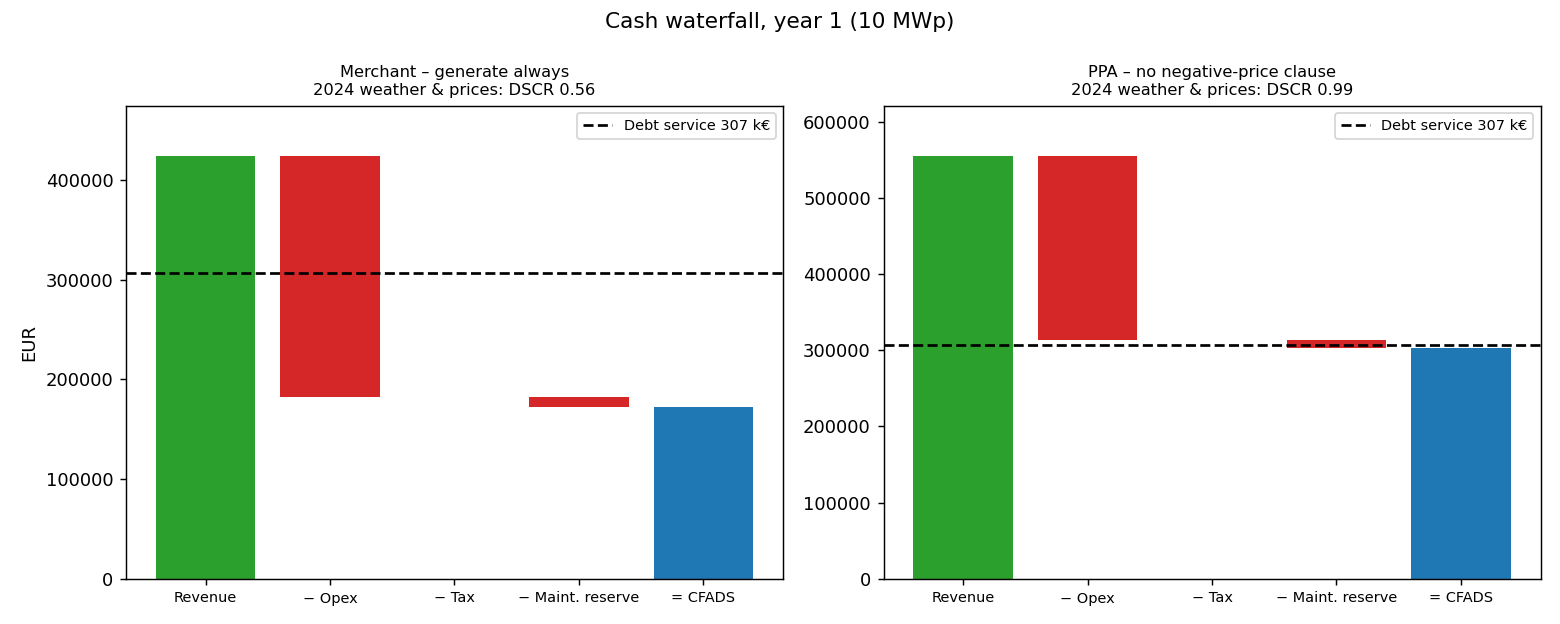 Cash waterfall, year 1 (10 MWp)
Merchant – generate always
2024 weather & prices: DSCR 0.56
Debt service 307 k€
EUR
400000
300000
200000
100000
0
Revenue
− Opex
− Tax
− Maint. reserve
= CFADS
PPA – no negative-price clause
2024 weather & prices: DSCR 0.99
Debt service 307 k€
600000
500000
400000
300000
200000
100000
0
Revenue
− Opex
− Tax
− Maint. reserve
= CFADS